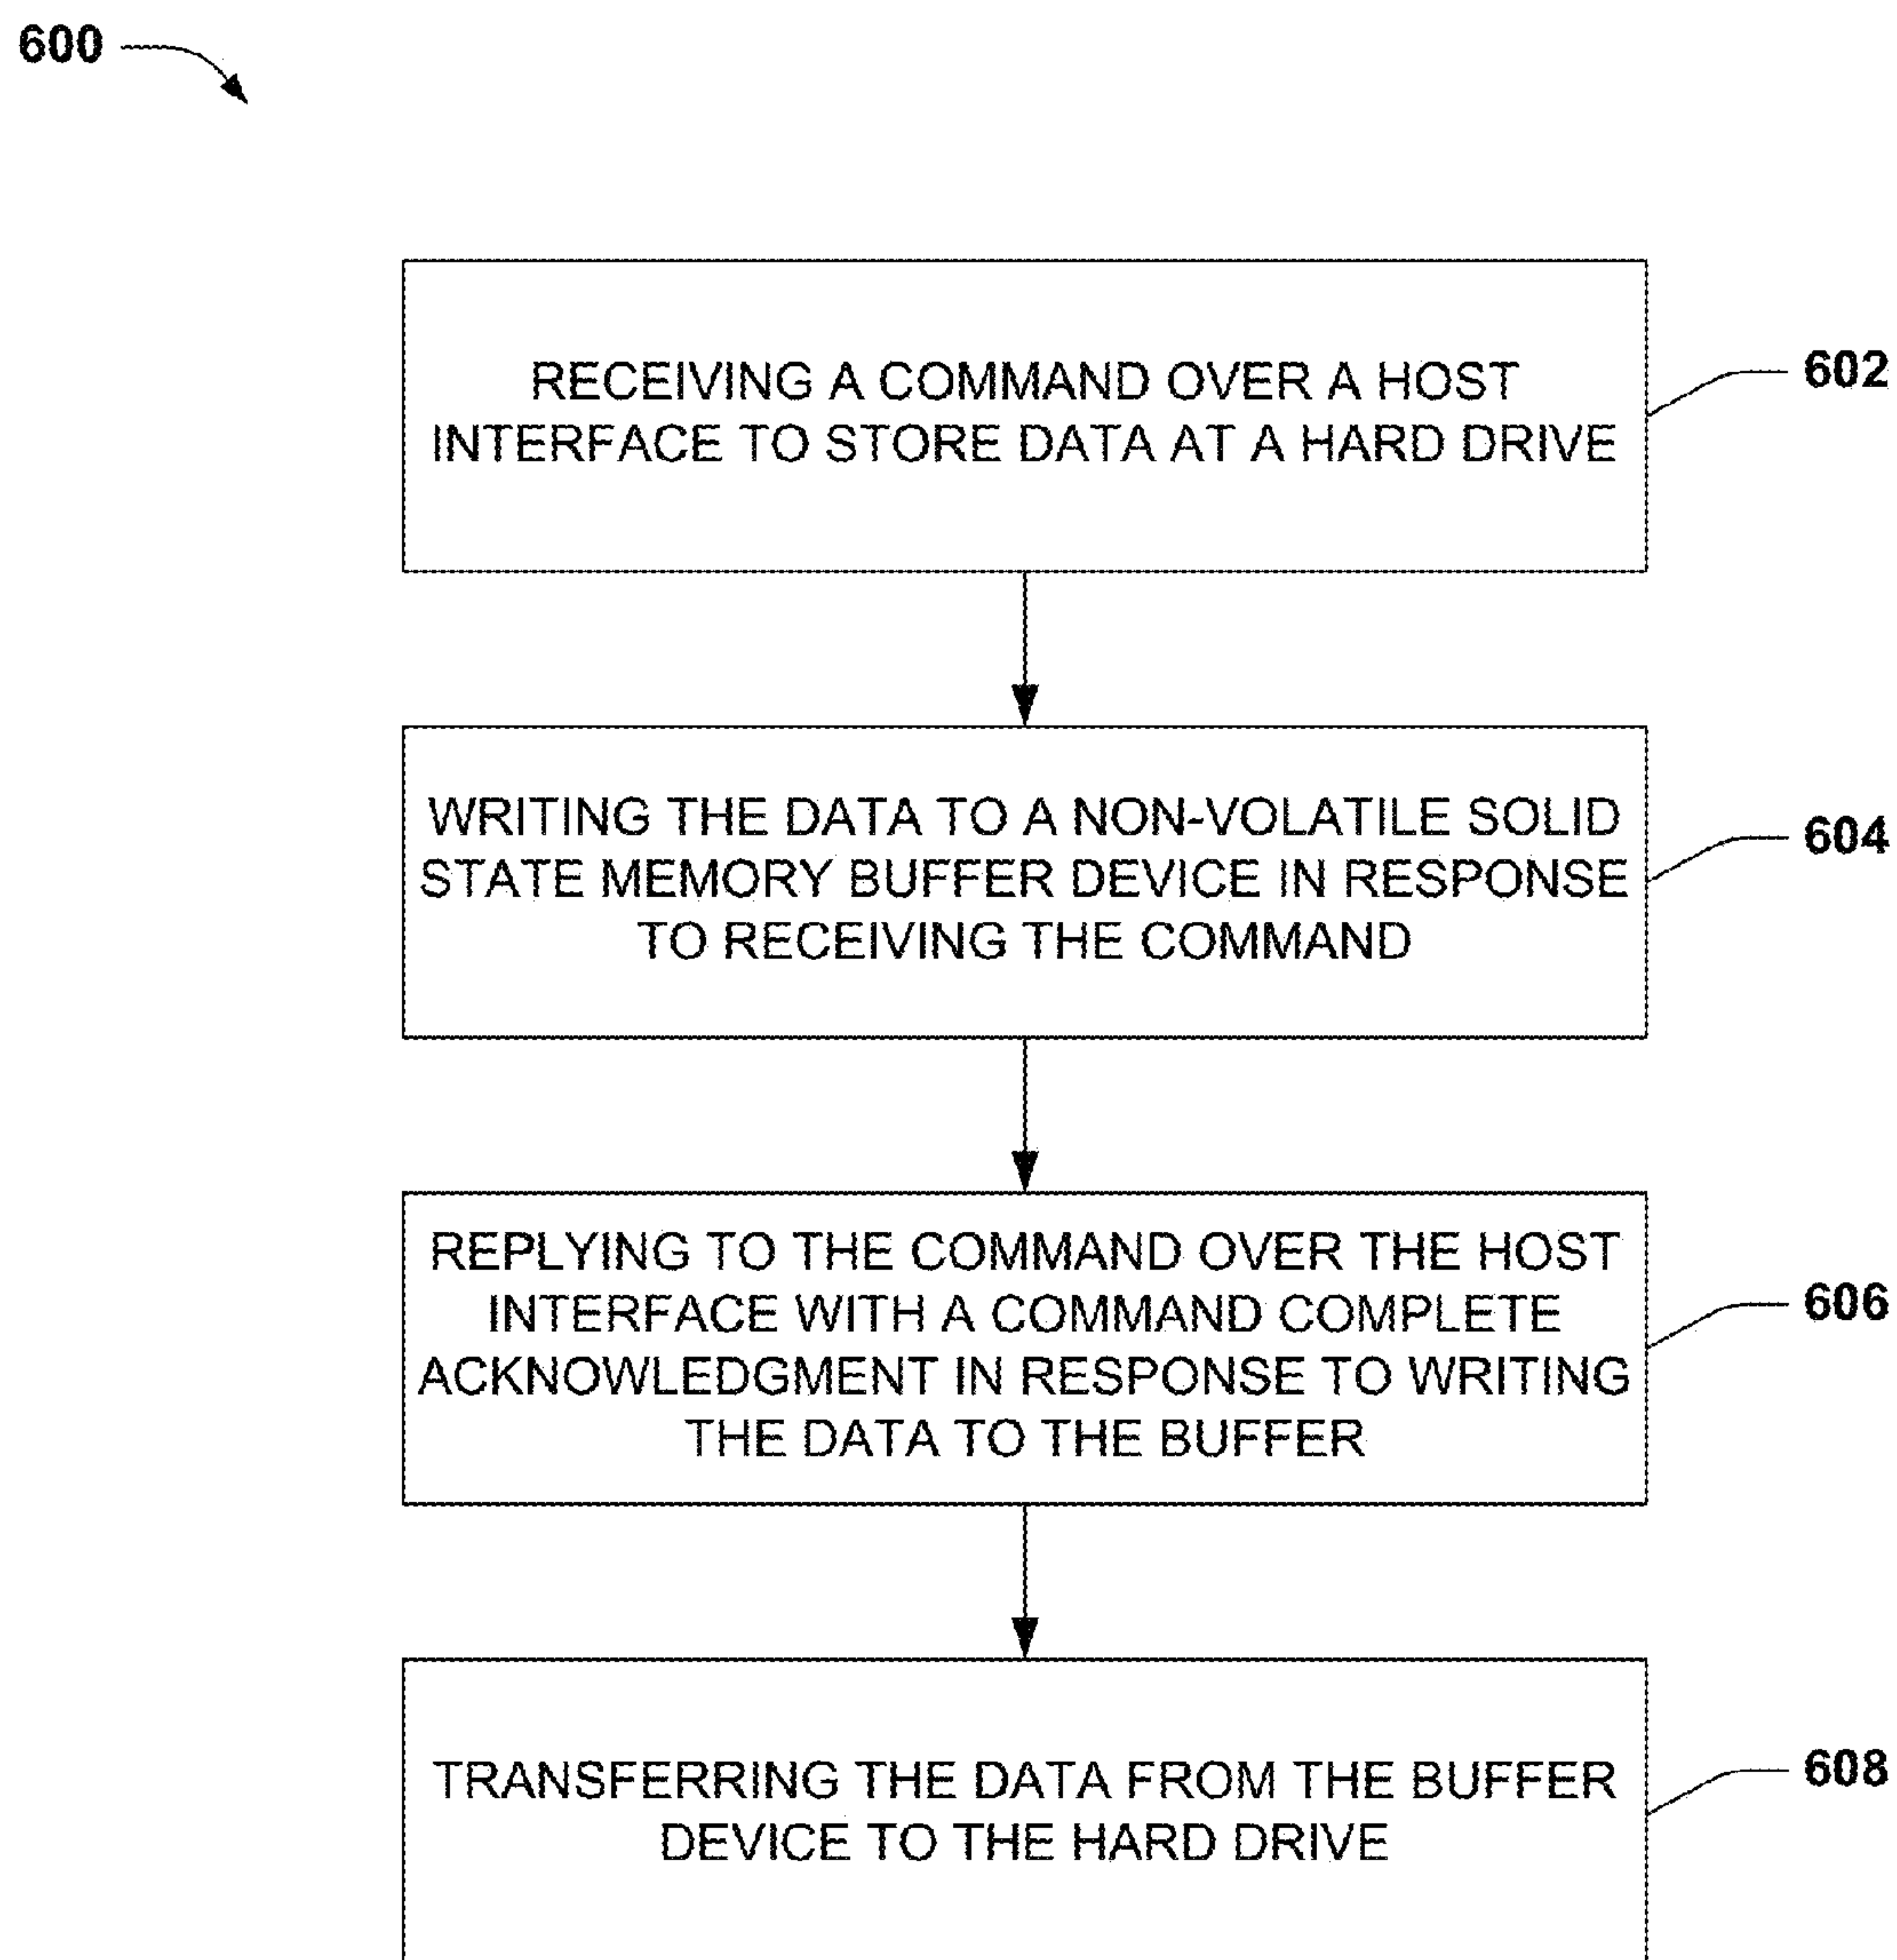 600
RECEIVING A COMMAND OVER A HOST
INTERFACE TO STORE DATA AT A HARD DRIVE
602
WRITING THE DATA TO A NON-VOLATILE SOLID
STATE MEMORY BUFFER DEVICE IN RESPONSE
TO RECEIVING THE COMMAND
604
REPLYING TO THE COMMAND OVER THE HOST
INTERFACE WITH A COMMAND COMPLETE
ACKNOWLEDGMENT IN RESPONSE TO WRITING
THE DATA TO THE BUFFER
606
TRANSFERRING THE DATA FROM THE BUFFER
DEVICE TO THE HARD DRIVE
608